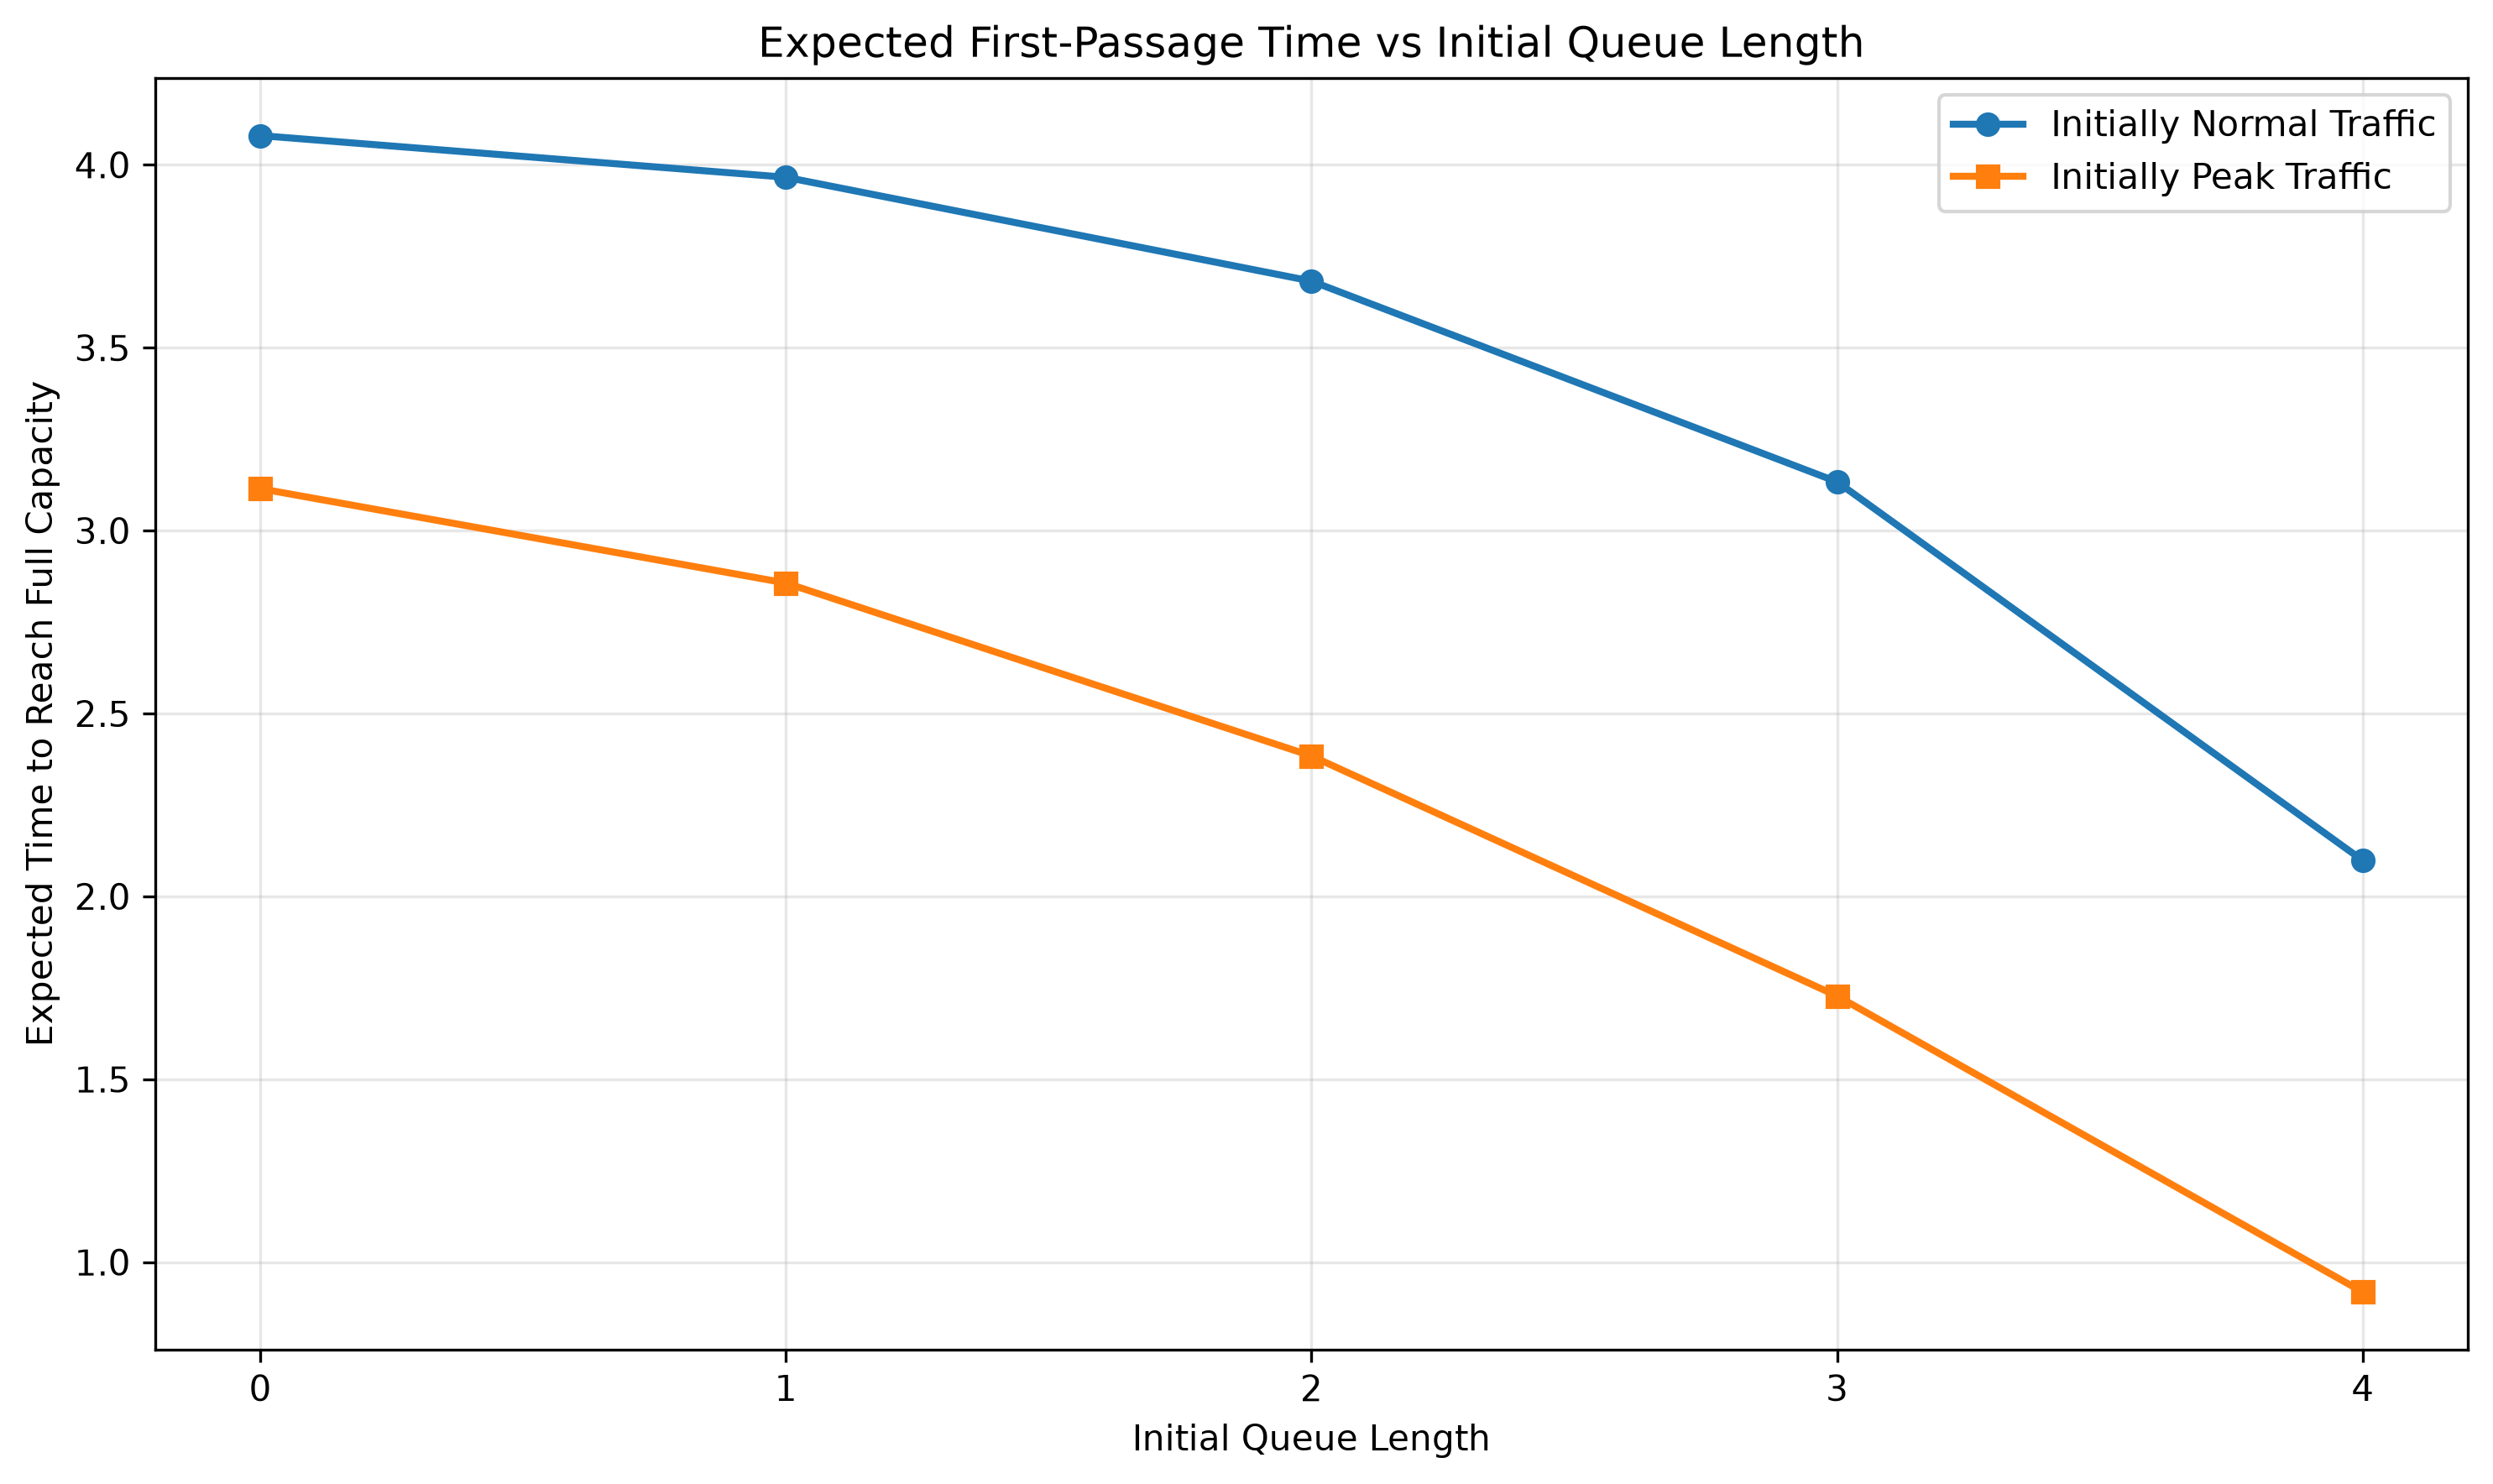 Expected First-Passage Time vs Initial Queue Length
Initially Normal Traffic
Initially Peak Traffic
Expected Time to Reach Full Capacity
4.0
3.5
3.0
2.5
2.0
1.5
1.0
0 1 2 3 4
Initial Queue Length